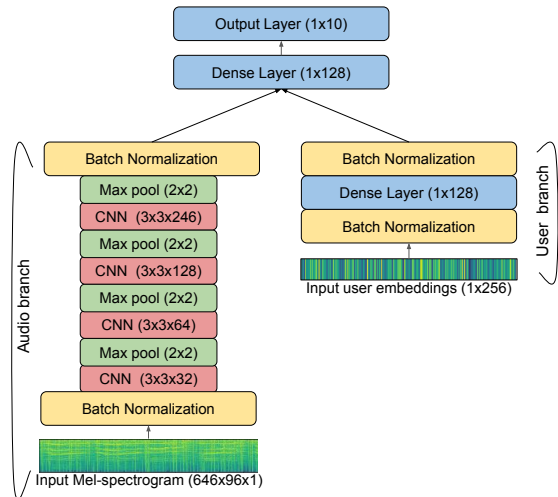 Output Layer (1x10)
Dense Layer (1x128)
Batch Normalization
Max pool (2x2)
CNN (3x3x246)
Max pool (2x2)
CNN (3x3x128)
Max pool (2x2)
CNN (3x3x64)
Max pool (2x2)
CNN (3x3x32)
Batch Normalization
Input Mel-spectrogram (646x96x1)
Audio branch
Batch Normalization
Dense Layer (1x128)
Batch Normalization
Input user embeddings (1x256)
User branch